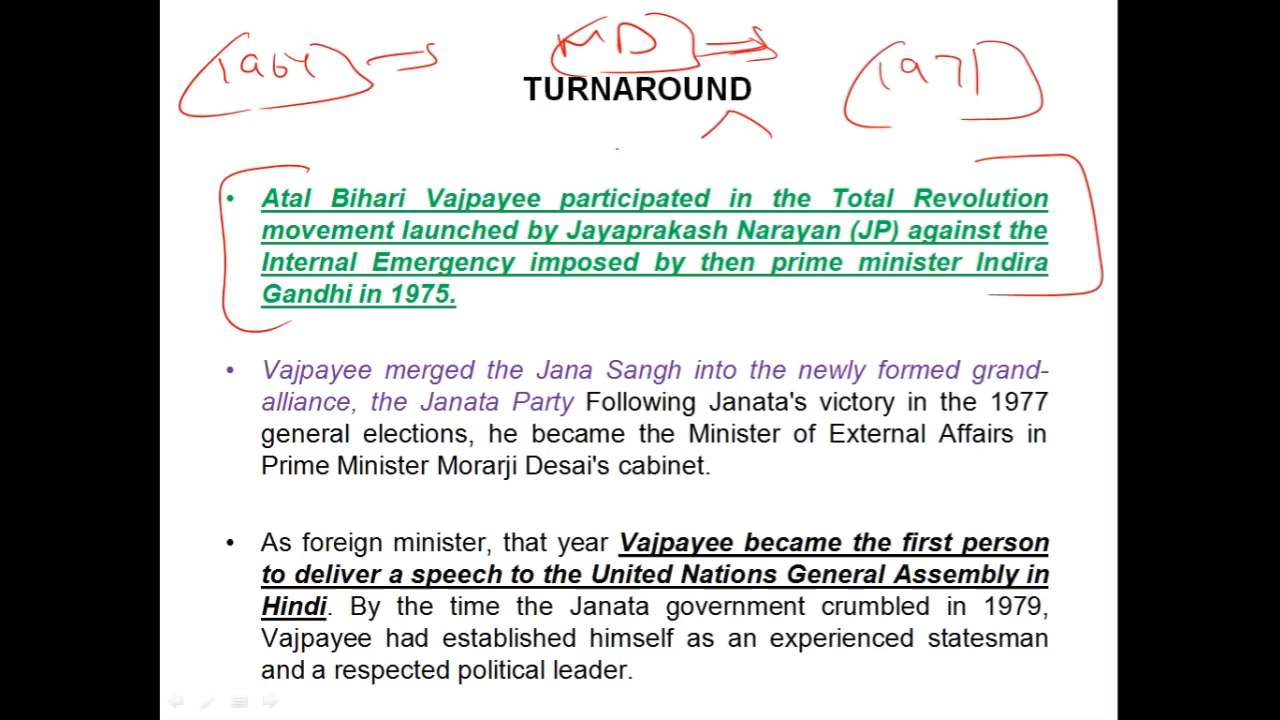 1964 MD 1971
TURNAROUND
• Atal Bihari Vajpayee participated in the Total Revolution
movement launched by Jayaprakash Narayan (JP) against the
Internal Emergency imposed by then prime minister Indira
Gandhi in 1975.
• Vajpayee merged the Jana Sangh into the newly formed grand-
alliance, the Janata Party Following Janata's victory in the 1977
general elections, he became the Minister of External Affairs in
Prime Minister Morarji Desai's cabinet.
• As foreign minister, that year Vajpayee became the first person
to deliver a speech to the United Nations General Assembly in
Hindi. By the time the Janata government crumbled in 1979,
Vajpayee had established himself as an experienced statesman
and a respected political leader.